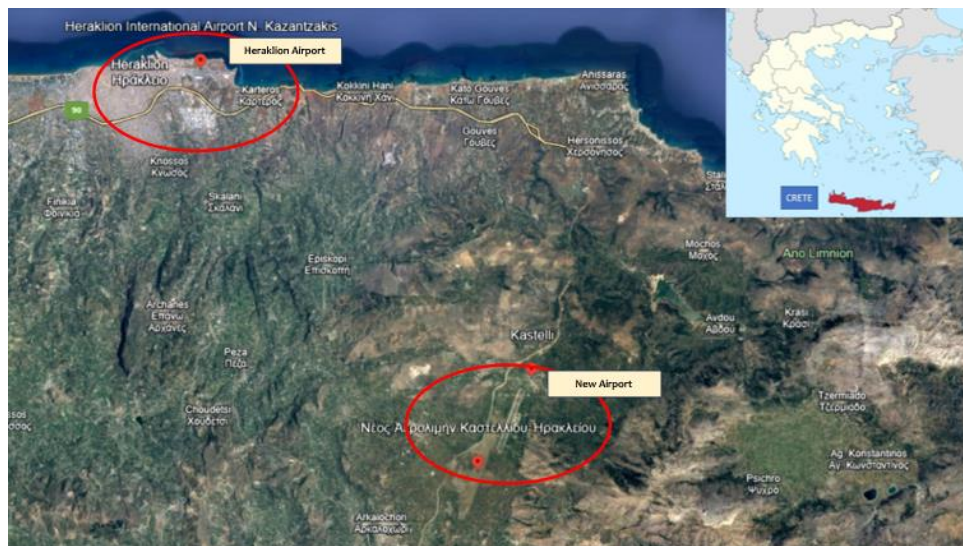 Heraklion International Airport N. Kazantzakis
Heraklion Airport
Heraklion
Ηράκλειο
90
Karteros
Καρτερός
Kokkini Hani
Κοκκίνη Χάνι
Kato Gouves
Κάτω Γούβες
Anissaras
Ανισσαράς
Gouves
Γούβες
Hersonissos
Χερσόνησος
Knossos
Κνωσός
Skalani
Σκαλάνι
Finikia
Φοινικιά
CRETE
Episkopi
Επισκοπή
Mochos
Μοχός
Ano Limnion
Archanes
Επάνω
Αρχάνες
Avdou
Αβδού
Krasi
Κράσι
Kastelli
Peza
Πέζα
New Airport
Choudetsi
Χουδέτσι
Tzermiado
Τζερμιάδο
Νέος Αερολιμήν Καστελλίου Ηρακλείου
Ag. Konstantinos
Αγ. Κωνσταντίνος
Psichro
Ψυχρό
Arkalochori
Αρκαλοχώρι